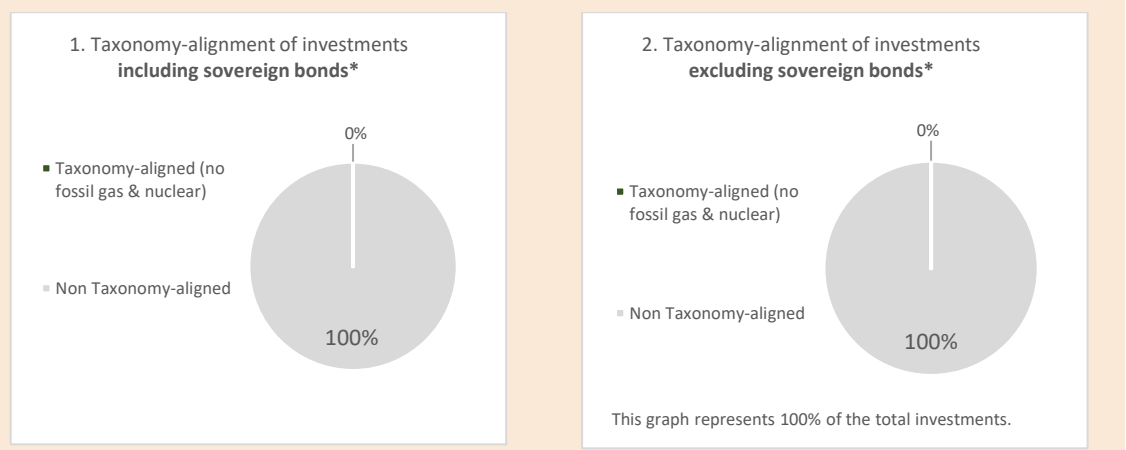 1. Taxonomy-alignment of investments
including sovereign bonds*
0%
Taxonomy-aligned (no
fossil gas & nuclear)
Non Taxonomy-aligned
100%
2. Taxonomy-alignment of investments
excluding sovereign bonds*
0%
Taxonomy-aligned (no
fossil gas & nuclear)
Non Taxonomy-aligned
100%
This graph represents 100% of the total investments.